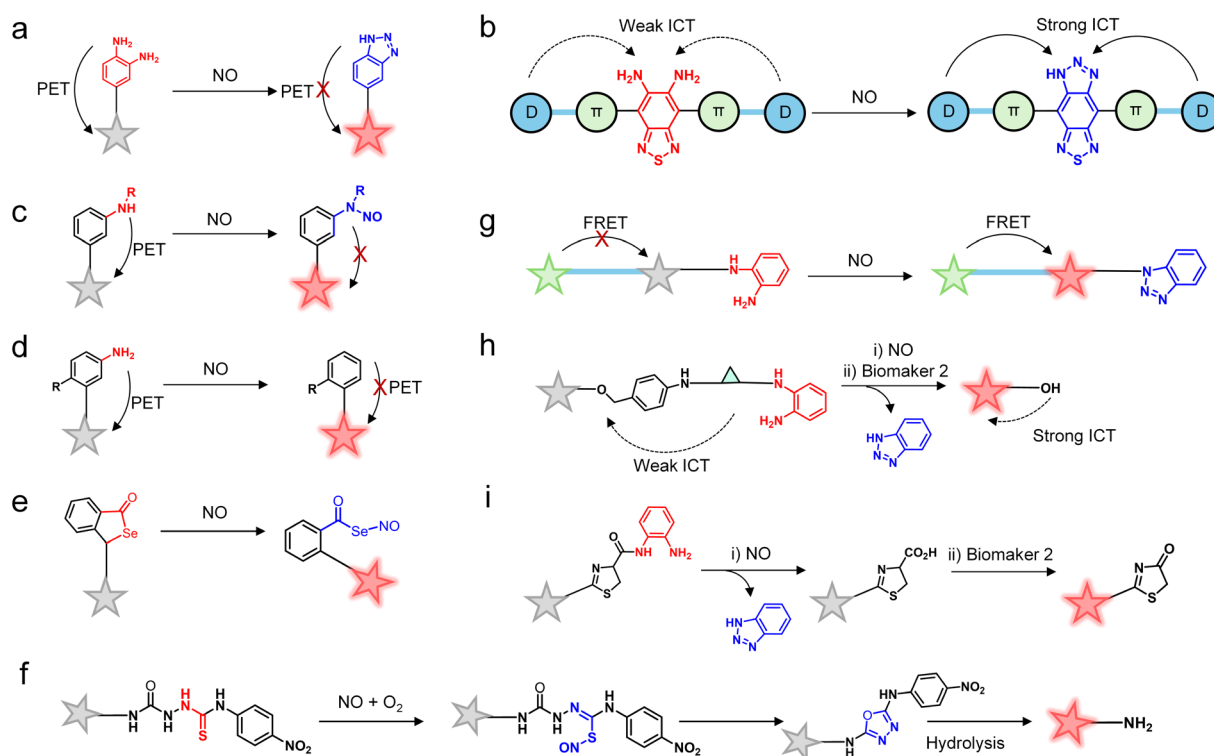 a
NH₂
NH₂
PET
NO
PET X
HN
N
N
b
Weak ICT
H₂N
NH₂
D
π
π
D
N
N
S
NO
Strong ICT
HN
N
N
D
π
π
D
N
N
S
c
R
NH
PET
NO
R
N
NO
X
g
FRET
X
H
N
H₂N
NO
FRET
N
N
N
d
NH₂
R
PET
NO
R
X PET
h
O
H
N
H
N
H₂N
Weak ICT
i) NO
ii) Biomaker 2
HN
N
N
OH
Strong ICT
e
O
Se
NO
O
Se
NO
i
O
N
H
NH₂
N
S
i) NO
HN
N
N
CO₂H
N
S
ii) Biomaker 2
O
N
S
f
O
N
H
H
N
N
H
S
H
N
NO₂
NO + O₂
O
N
H
N
H
N
S
ON
H
N
NO₂
H
N
NO₂
O
N
N
N
H
Hydrolysis
NH₂